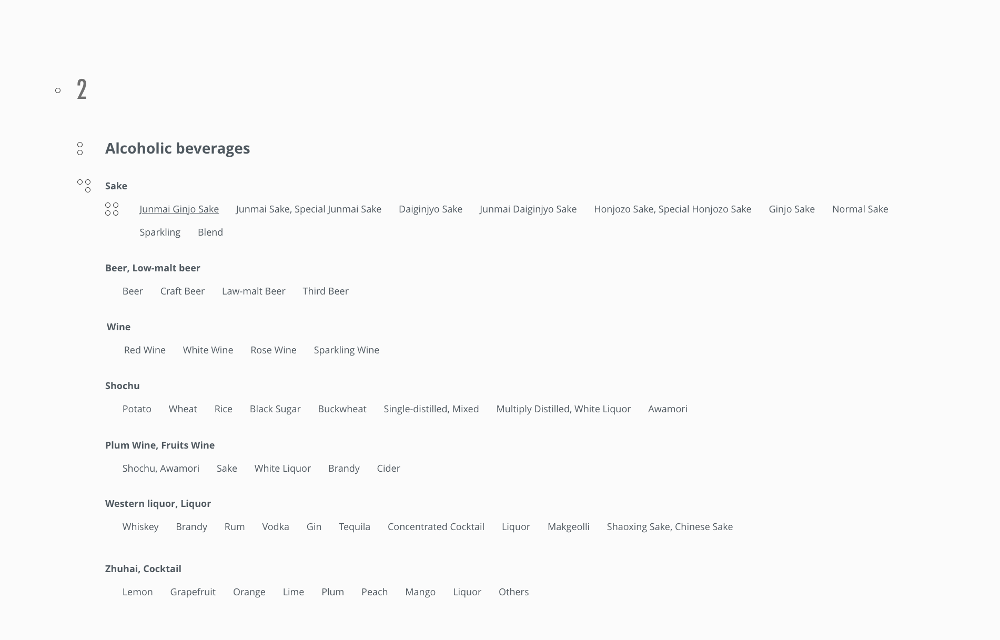 2
Alcoholic beverages
Sake
Junmai Ginjo Sake Junmai Sake, Special Junmai Sake Daiginjyo Sake Junmai Daiginjyo Sake Honjozo Sake, Special Honjozo Sake Ginjo Sake Normal Sake
Sparkling Blend
Beer, Low-malt beer
Beer Craft Beer Law-malt Beer Third Beer
Wine
Red Wine White Wine Rose Wine Sparkling Wine
Shochu
Potato Wheat Rice Black Sugar Buckwheat Single-distilled, Mixed Multiply Distilled, White Liquor Awamori
Plum Wine, Fruits Wine
Shochu, Awamori Sake White Liquor Brandy Cider
Western liquor, Liquor
Whiskey Brandy Rum Vodka Gin Tequila Concentrated Cocktail Liquor Makgeolli Shaoxing Sake, Chinese Sake
Zhuhai, Cocktail
Lemon Grapefruit Orange Lime Plum Peach Mango Liquor Others